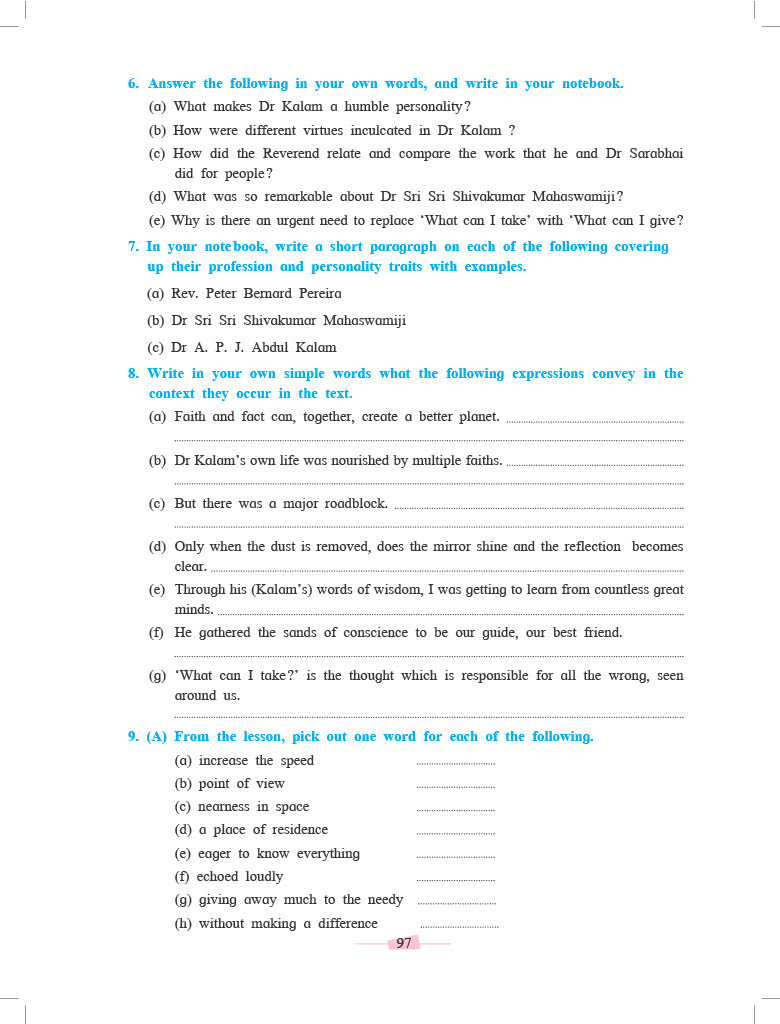 6. Answer the following in your own words, and write in your notebook.
(a) What makes Dr Kalam a humble personality?
(b) How were different virtues inculcated in Dr Kalam ?
(c) How did the Reverend relate and compare the work that he and Dr Sarabhai
did for people?
(d) What was so remarkable about Dr Sri Sri Shivakumar Mahaswamiji?
(e) Why is there an urgent need to replace ‘What can I take’ with ‘What can I give?
7. In your notebook, write a short paragraph on each of the following covering
up their profession and personality traits with examples.
(a) Rev. Peter Bernard Pereira
(b) Dr Sri Sri Shivakumar Mahaswamiji
(c) Dr A. P. J. Abdul Kalam
8. Write in your own simple words what the following expressions convey in the
context they occur in the text.
(a) Faith and fact can, together, create a better planet.
(b) Dr Kalam’s own life was nourished by multiple faiths.
(c) But there was a major roadblock.
(d) Only when the dust is removed, does the mirror shine and the reflection becomes
clear.
(e) Through his (Kalam’s) words of wisdom, I was getting to learn from countless great
minds.
(f) He gathered the sands of conscience to be our guide, our best friend.
(g) ‘What can I take?’ is the thought which is responsible for all the wrong, seen
around us.
9. (A) From the lesson, pick out one word for each of the following.
(a) increase the speed
(b) point of view
(c) nearness in space
(d) a place of residence
(e) eager to know everything
(f) echoed loudly
(g) giving away much to the needy
(h) without making a difference
97